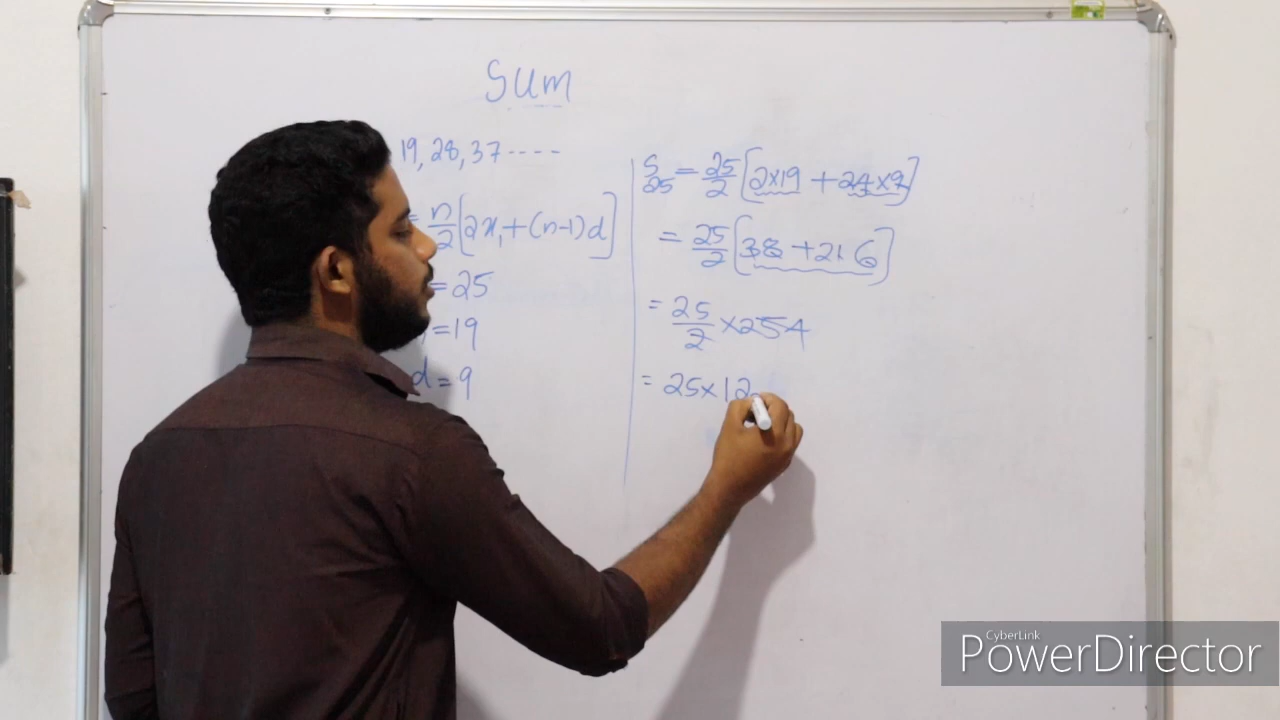 Sum
19, 28, 37 ----
= n/2 [2x₁ + (n-1) d]
= 25
= 19
d = 9
S₂₅ = 25/2 [2×19 + 24×9]
= 25/2 [38 + 216]
= 25/2 × 254
= 25×12
CyberLink
PowerDirector